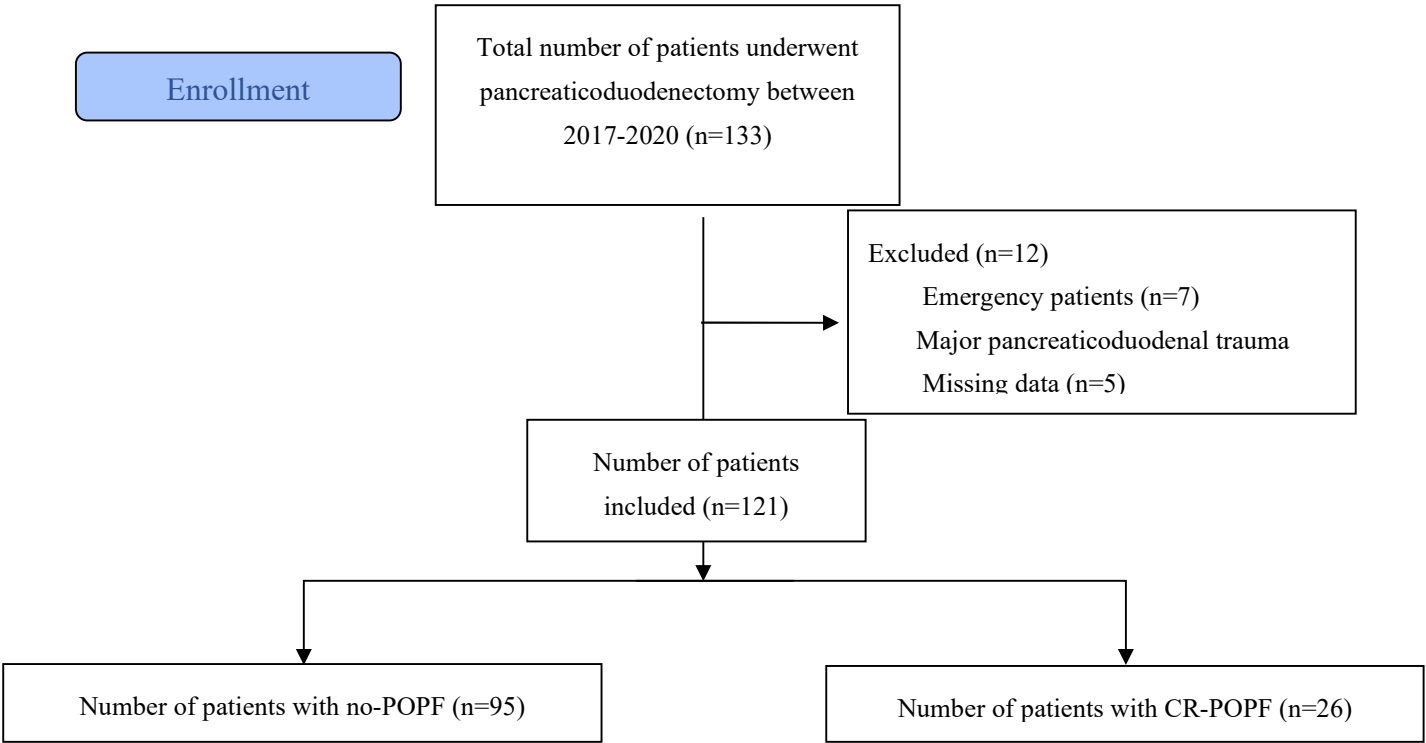 Enrollment
Total number of patients underwent
pancreaticoduodenectomy between
2017-2020 (n=133)
Excluded (n=12)
Emergency patients (n=7)
Major pancreaticoduodenal trauma
Missing data (n=5)
Number of patients
included (n=121)
Number of patients with no-POPF (n=95)
Number of patients with CR-POPF (n=26)